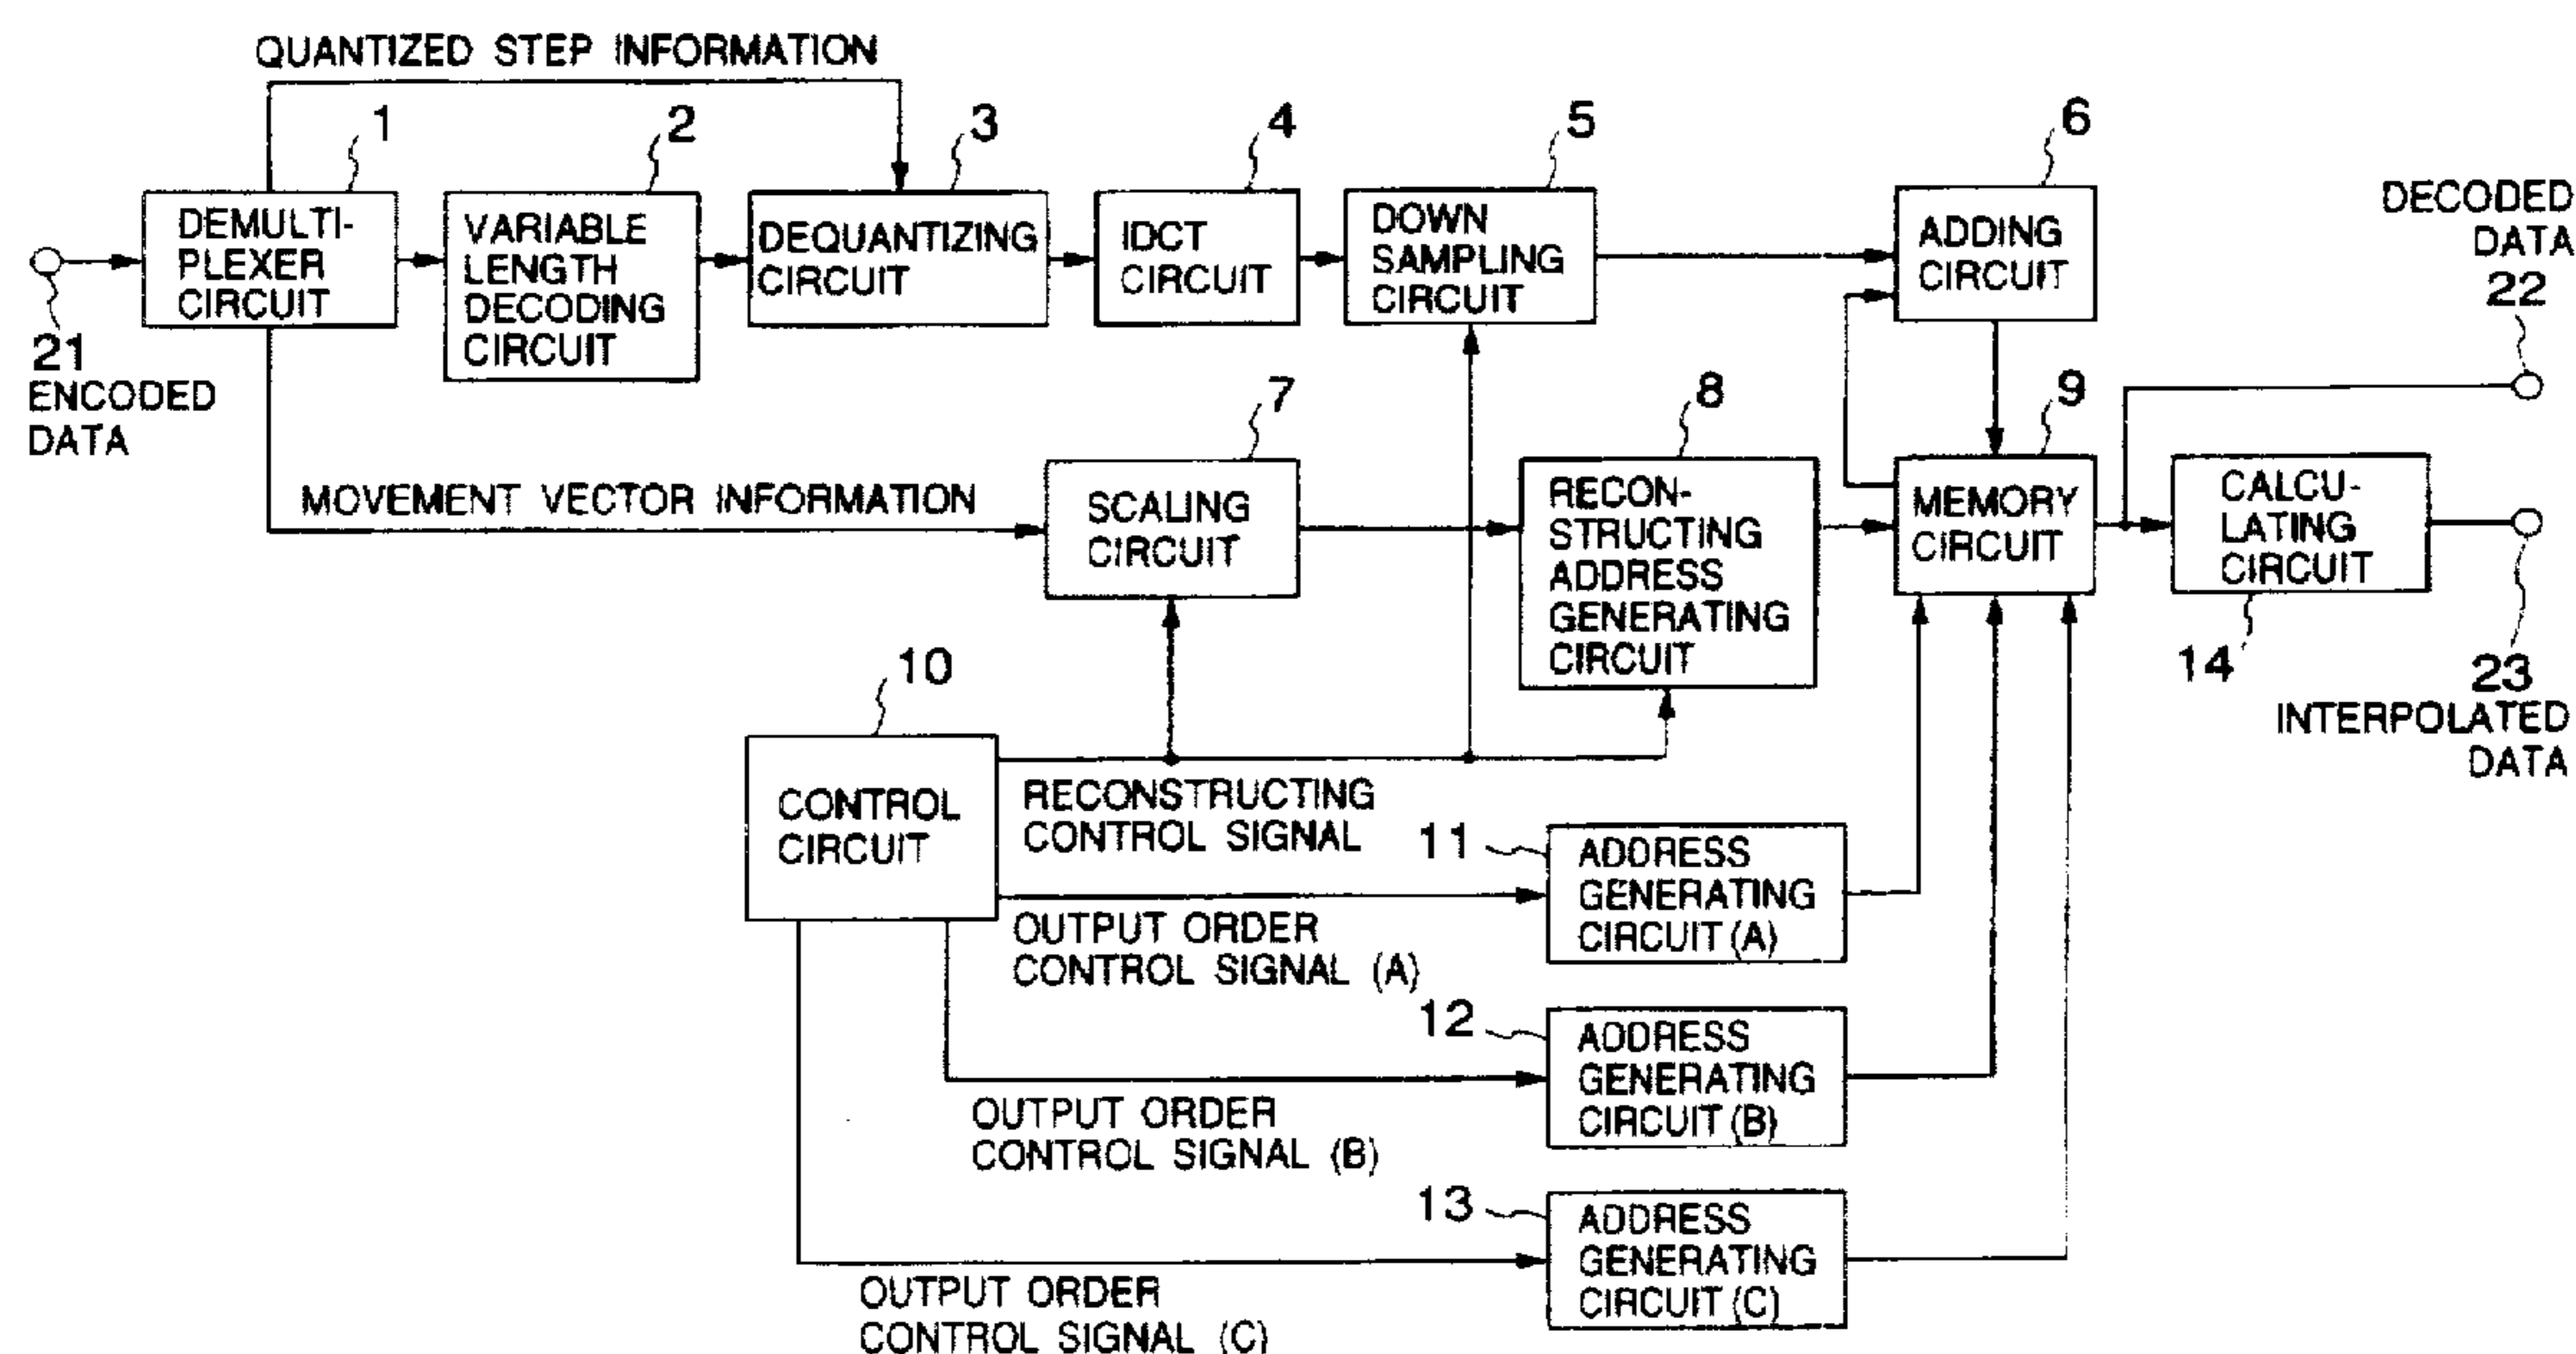 QUANTIZED STEP INFORMATION
1
2
3
4
5
6
DEMULTI-
PLEXER
CIRCUIT
VARIABLE
LENGTH
DECODING
CIRCUIT
DEQUANTIZING
CIRCUIT
IDCT
CIRCUIT
DOWN
SAMPLING
CIRCUIT
ADDING
CIRCUIT
DECODED
DATA
22
21
ENCODED
DATA
7
8
9
MOVEMENT VECTOR INFORMATION
SCALING
CIRCUIT
RECON-
STRUCTING
ADDRESS
GENERATING
CIRCUIT
MEMORY
CIRCUIT
CALCU-
LATING
CIRCUIT
14
23
INTERPOLATED
DATA
10
CONTROL
CIRCUIT
RECONSTRUCTING
CONTROL SIGNAL
11
ADDRESS
GENERATING
CIRCUIT (A)
OUTPUT ORDER
CONTROL SIGNAL (A)
12
ADDRESS
GENERATING
CIRCUIT (B)
OUTPUT ORDER
CONTROL SIGNAL (B)
13
ADDRESS
GENERATING
CIRCUIT (C)
OUTPUT ORDER
CONTROL SIGNAL (C)